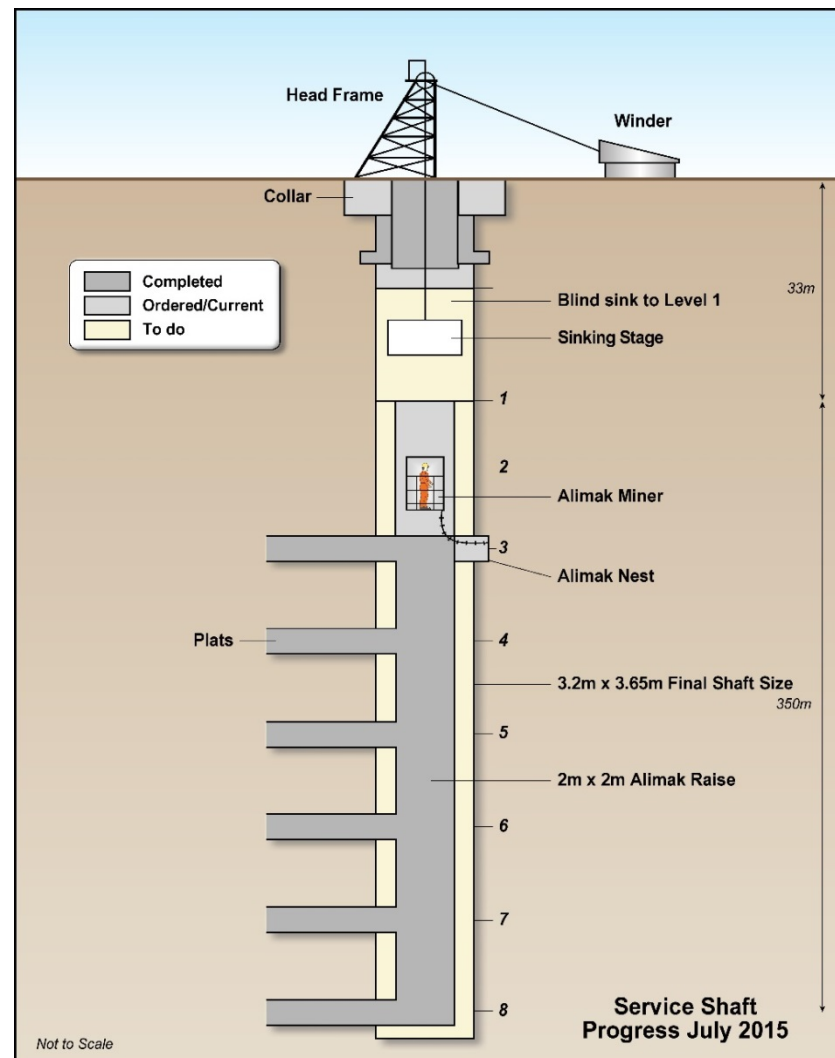 Head Frame
Winder
Collar
Completed
Ordered/Current
To do
33m
Blind sink to Level 1
Sinking Stage
1
2
Alimak Miner
3
Alimak Nest
Plats
4
3.2m x 3.65m Final Shaft Size
350m
5
2m x 2m Alimak Raise
6
7
8
Service Shaft
Progress July 2015
Not to Scale